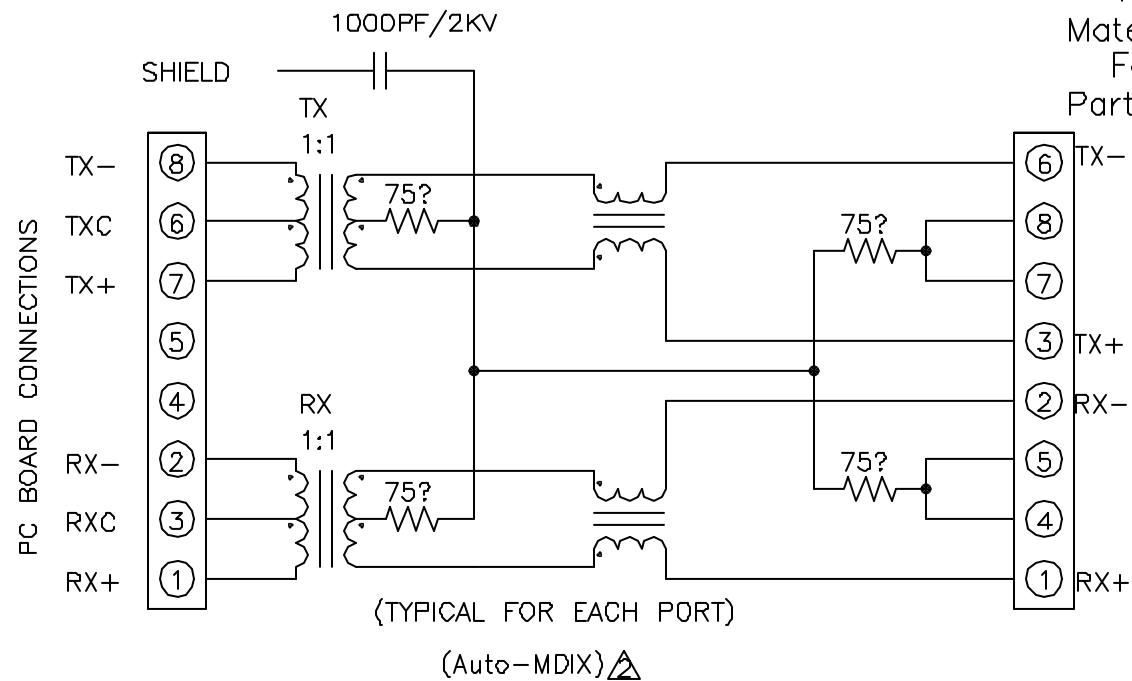 1000PF/2KV
SHIELD
Mate
F
Part
TX
1:1
TX-
8
75?
6
TX-
TXC
6
75?
8
TX+
7
7
5
3
TX+
PC BOARD CONNECTIONS
4
RX
1:1
2
RX-
RX-
2
75?
75?
5
RXC
3
4
RX+
1
1
RX+
(TYPICAL FOR EACH PORT)
(Auto-MDIX) 2